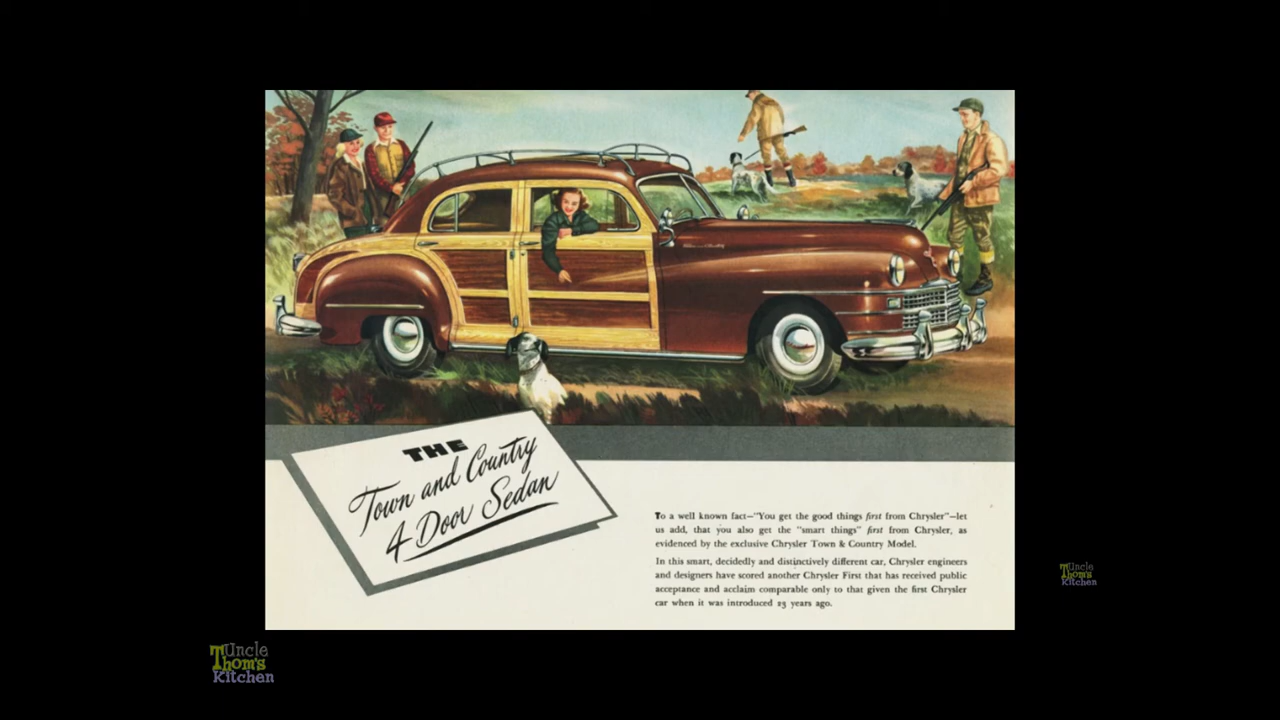 THE
Town and Country
4 Door Sedan
To a well known fact—"You get the good things first from Chrysler"—let
us add, that you also get the "smart things" first from Chrysler, as
evidenced by the exclusive Chrysler Town & Country Model.
In this smart, decidedly and distinctively different car, Chrysler engineers
and designers have scored another Chrysler First that has received public
acceptance and acclaim comparable only to that given the first Chrysler
car when it was introduced 23 years ago.
Uncle
Thom's
Kitchen
Uncle
Thom's
Kitchen